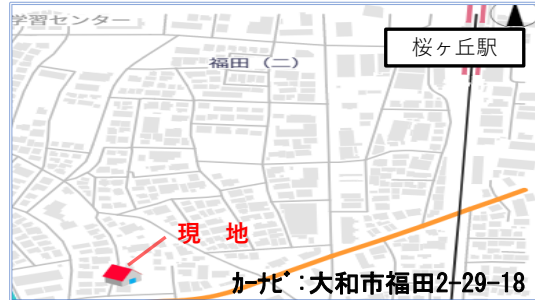 学習センター
桜ヶ丘駅
福田（二）
現 地
カーナビ:大和市福田2-29-18